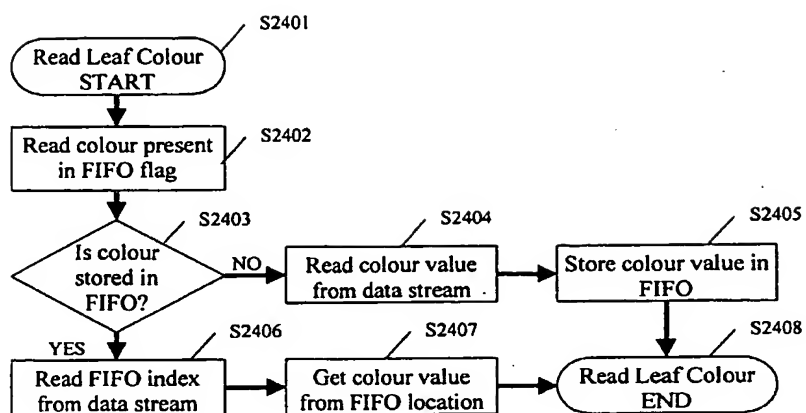 S2401
Read Leaf Colour
START
S2402
Read colour present
in FIFO flag
S2403
Is colour
stored in
FIFO?
NO
S2404
Read colour value
from data stream
S2405
Store colour value in
FIFO
YES
S2406
Read FIFO index
from data stream
S2407
Get colour value
from FIFO location
S2408
Read Leaf Colour
END